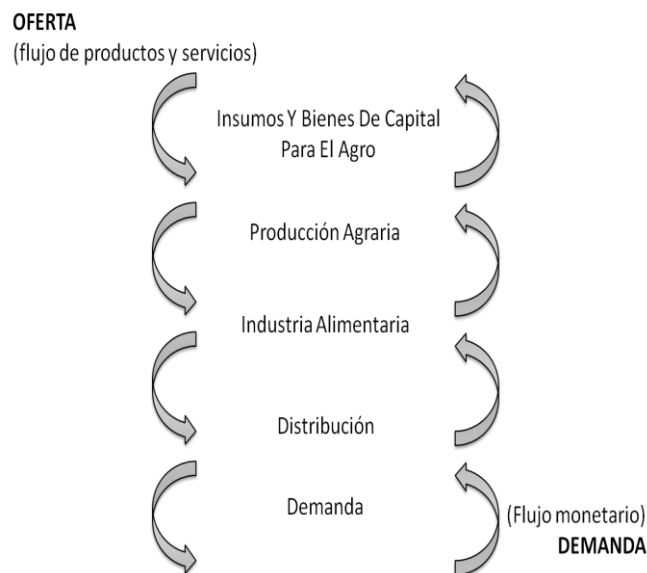 OFERTA
(flujo de productos y servicios)
Insumos Y Bienes De Capital
Para El Agro
Producción Agraria
Industria Alimentaria
Distribución
Demanda
(Flujo monetario)
DEMANDA